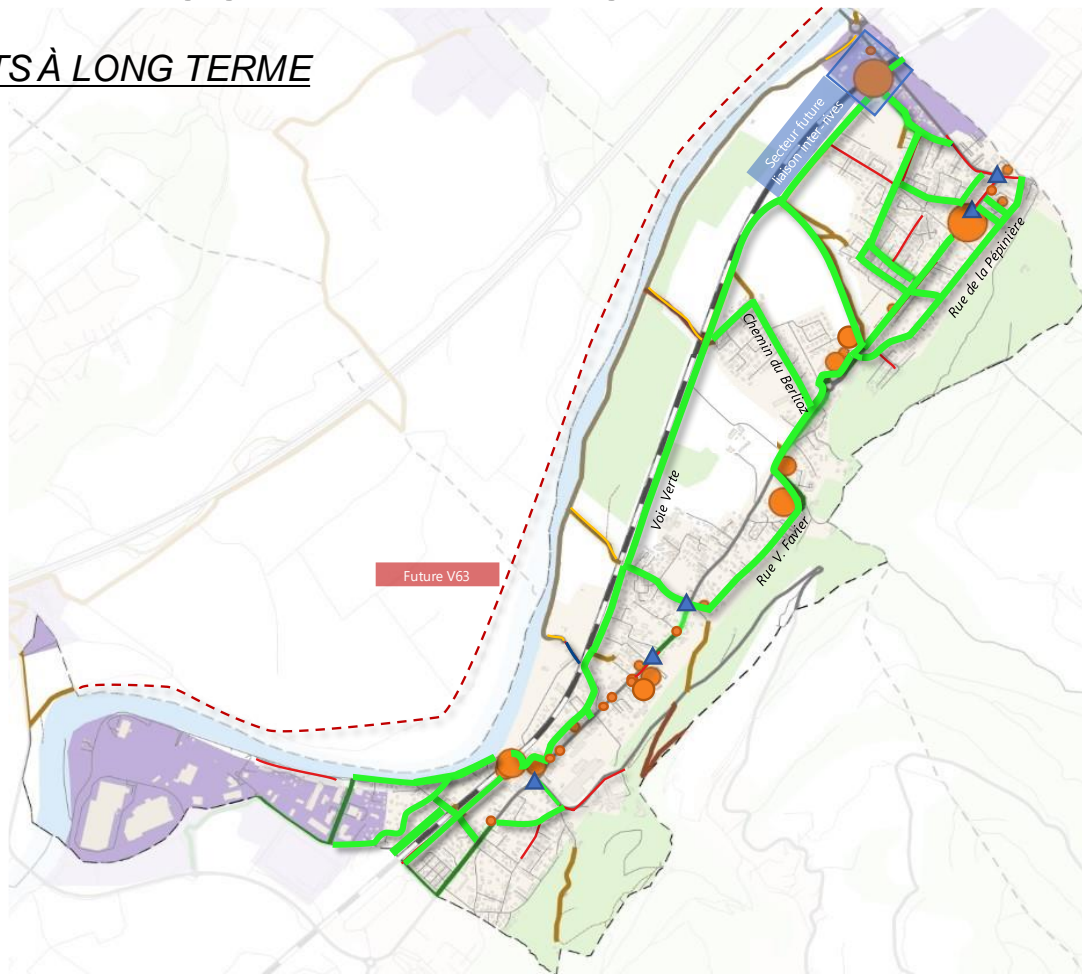 TS À LONG TERME
Secteur future
liaison inter-rives
Rue de la Pépinière
Chemin du Berlioz
Voie Verte
Rue V. Favier
Future V63